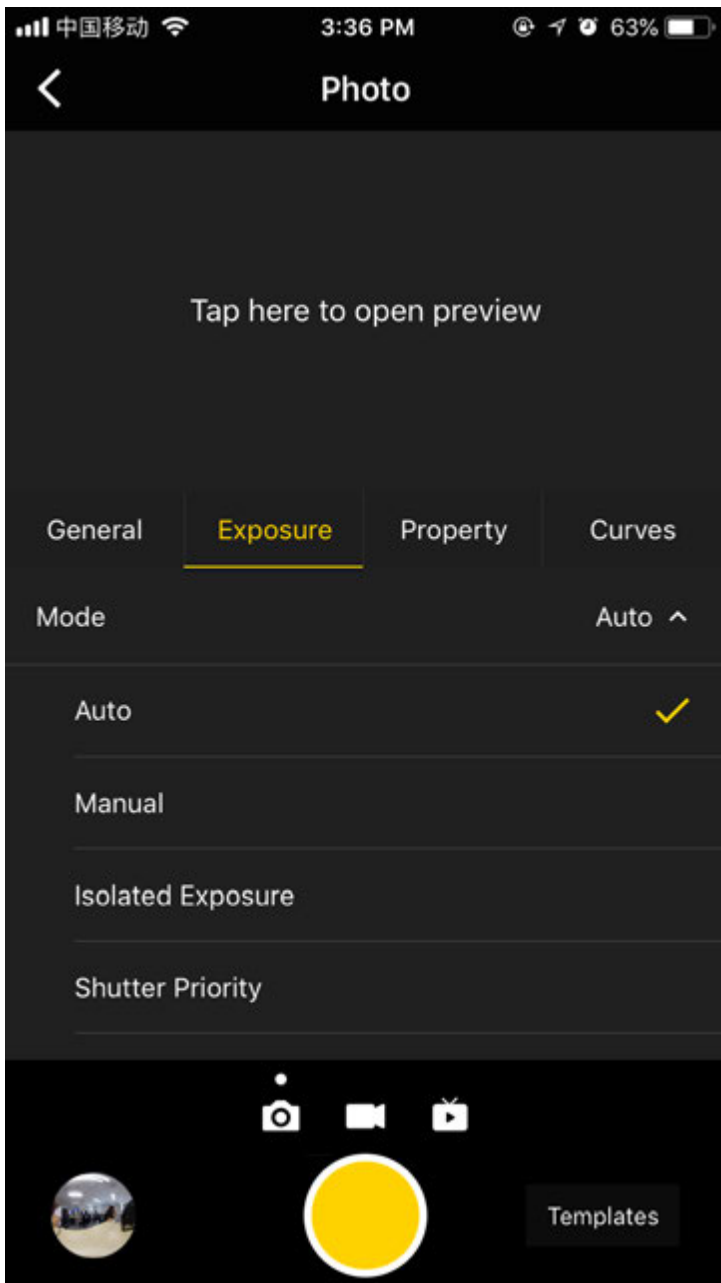 中国移动 3:36 PM 63%
Photo
Tap here to open preview
General Exposure Property Curves
Mode Auto
Auto
Manual
Isolated Exposure
Shutter Priority
Templates